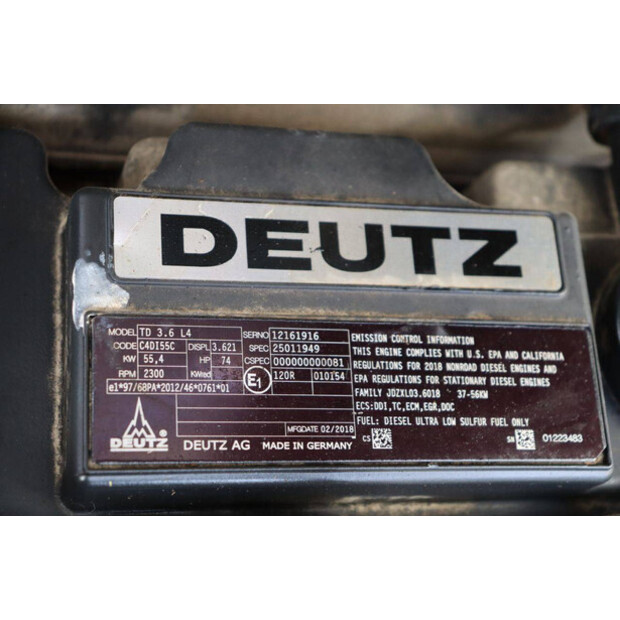 DEUTZ
MODEL TD 3.6 L4 SERNO 12161916
CODE C4DI55C DISPL 3.621 SPEC 25011949
KW 55,4 HP 74 CSPEC 000000000081
RPM 2300 KWred E1 120R 010154
e1*97/68PA*2012/46*0761*01
MFGDATE 02/2018
DEUTZ
DEUTZ AG MADE IN GERMANY
EMISSION CONTROL INFORMATION
THIS ENGINE COMPLIES WITH U.S. EPA AND CALIFORNIA
REGULATIONS FOR 2018 NONROAD DIESEL ENGINES AND
EPA REGULATIONS FOR STATIONARY DIESEL ENGINES
FAMILY JDZXL03.6018 37-56KW
ECS:DDI,TC,ECM,EGR,DOC
FUEL: DIESEL ULTRA LOW SULFUR FUEL ONLY
CS SN 01223483